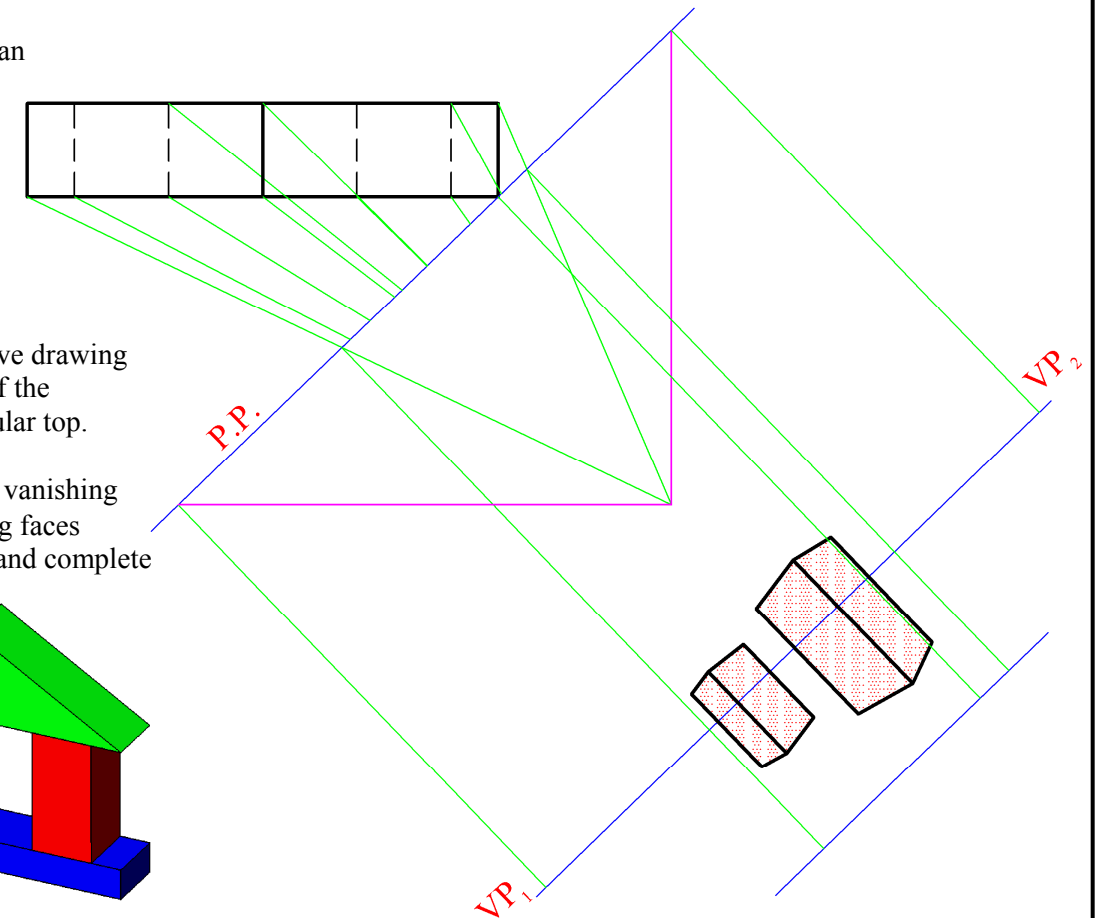 an
ve drawing
f the
ular top.
vanishing
g faces
and complete
P.P.
VP2
VP1